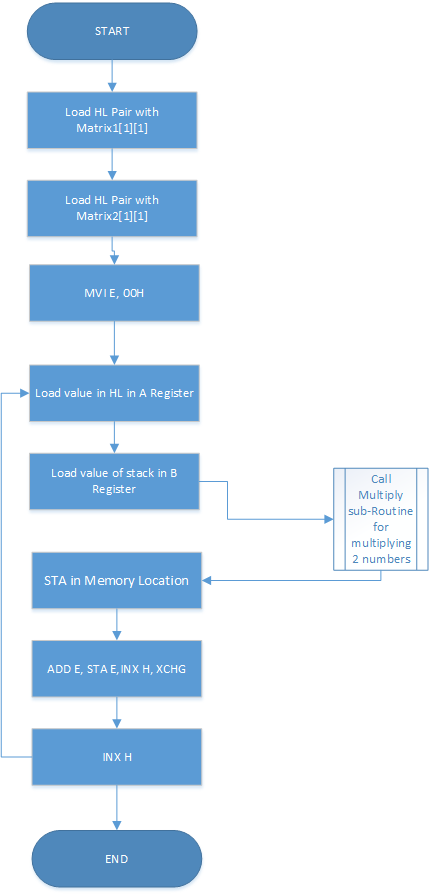 START
Load HL Pair with
Matrix1[1][1]
Load HL Pair with
Matrix2[1][1]
MVI E, 00H
Load value in HL in A Register
Load value of stack in B
Register
Call
Multiply
sub-Routine
for
multiplying
2 numbers
STA in Memory Location
ADD E, STA E,INX H, XCHG
INX H
END